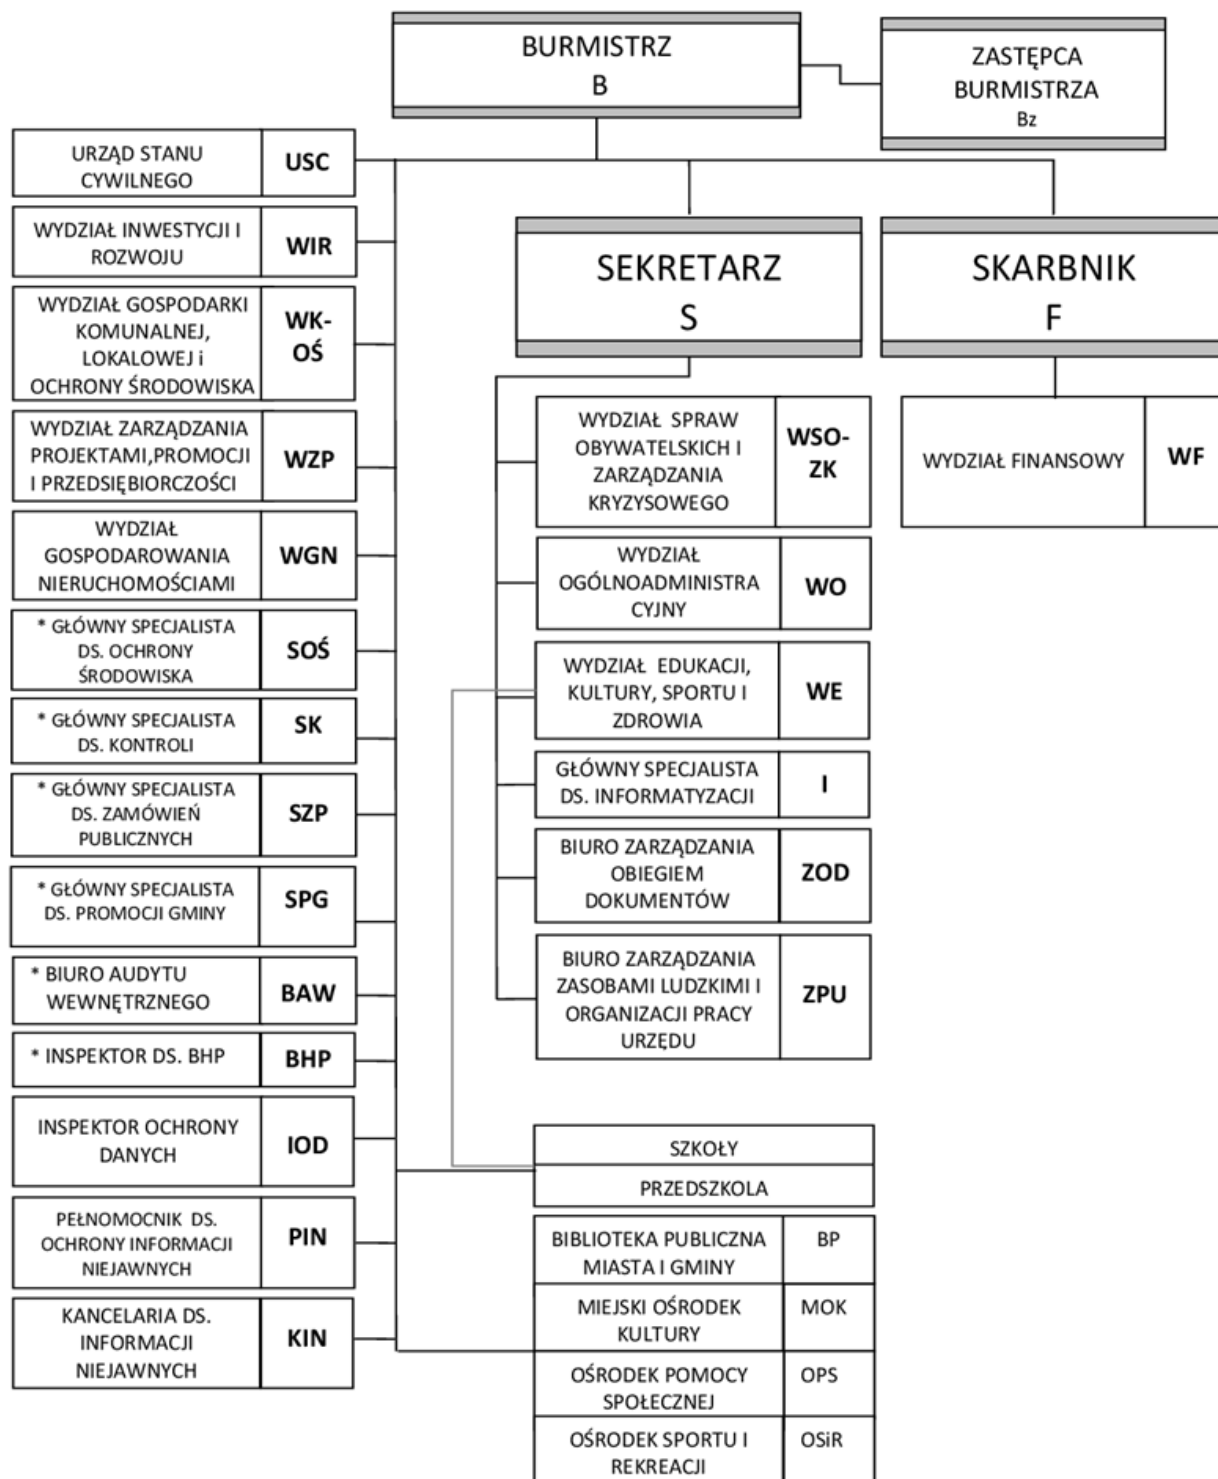 BURMISTRZ
B
ZASTĘPCA
BURMISTRZA
Bz
URZĄD STANU
CYWILNEGO
USC
WYDZIAŁ INWESTYCJI I
ROZWOJU
WIR
WYDZIAŁ GOSPODARKI
KOMUNALNEJ,
LOKALOWEJ i
OCHRONY ŚRODOWISKA
WK-
OŚ
WYDZIAŁ ZARZĄDZANIA
PROJEKTAMI,PROMOCJI
I PRZEDSIĘBIORCZOŚCI
WZP
WYDZIAŁ
GOSPODAROWANIA
NIERUCHOMOŚCIAMI
WGN
* GŁÓWNY SPECJALISTA
DS. OCHRONY
ŚRODOWISKA
SOŚ
* GŁÓWNY SPECJALISTA
DS. KONTROLI
SK
* GŁÓWNY SPECJALISTA
DS. ZAMÓWIEŃ
PUBLICZNYCH
SZP
* GŁÓWNY SPECJALISTA
DS. PROMOCJI GMINY
SPG
* BIURO AUDYTU
WEWNĘTRZNEGO
BAW
* INSPEKTOR DS. BHP
BHP
INSPEKTOR OCHRONY
DANYCH
IOD
PEŁNOMOCNIK DS.
OCHRONY INFORMACJI
NIEJAWNYCH
PIN
KANCELARIA DS.
INFORMACJI
NIEJAWNYCH
KIN
SEKRETARZ
S
WYDZIAŁ SPRAW
OBYWATELSKICH I
ZARZĄDZANIA
KRYZYSOWEGO
WSO-
ZK
WYDZIAŁ
OGÓLNOADMINISTRA
CYJNY
WO
WYDZIAŁ EDUKACJI,
KULTURY, SPORTU I
ZDROWIA
WE
GŁÓWNY SPECJALISTA
DS. INFORMATYZACJI
I
BIURO ZARZĄDZANIA
OBIEGIEM
DOKUMENTÓW
ZOD
BIURO ZARZĄDZANIA
ZASOBAMI LUDZKIMI I
ORGANIZACJI PRACY
URZĘDU
ZPU
SKARBNIK
F
WYDZIAŁ FINANSOWY
WF
SZKOŁY
PRZEDSZKOLA
BIBLIOTEKA PUBLICZNA
MIASTA I GMINY
BP
MIEJSKI OŚRODEK
KULTURY
MOK
OŚRODEK POMOCY
SPOŁECZNEJ
OPS
OŚRODEK SPORTU I
REKREACJI
OSiR